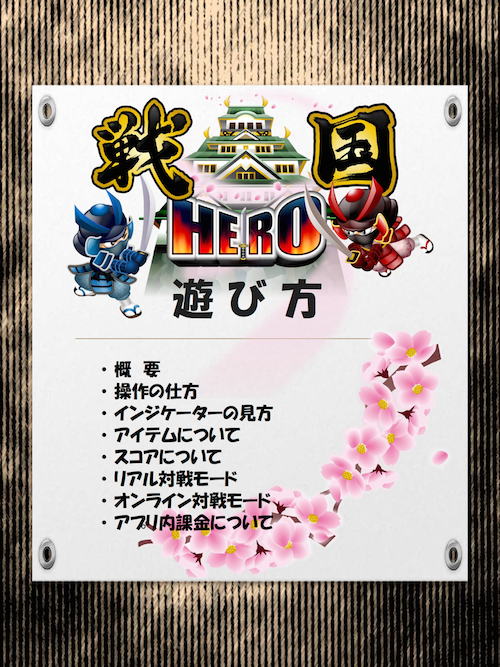 戦国
HERO
遊び方
・概 要
・操作の仕方
・インジケーターの見方
・アイテムについて
・スコアについて
・リアル対戦モード
・オンライン対戦モード
・アプリ内課金について